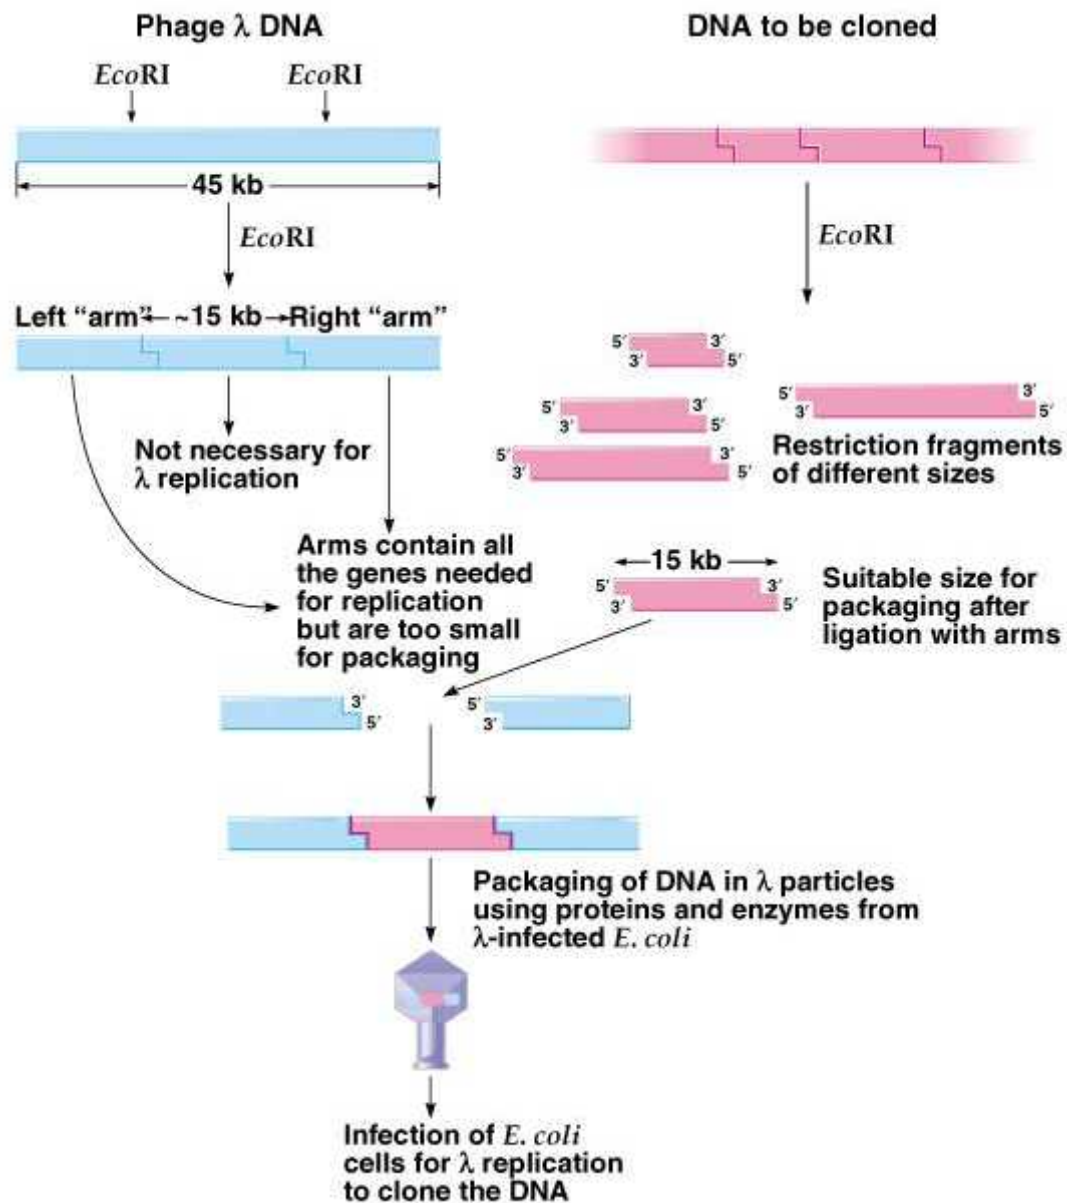 Phage λ DNA
EcoRI EcoRI
45 kb
EcoRI
Left “arm” ~15 kb Right “arm”
Not necessary for
λ replication
DNA to be cloned
EcoRI
5′ 3′
3′ 5′
5′ 3′
3′ 5′
5′ 3′
3′ 5′
5′ 3′
3′ 5′
Restriction fragments
of different sizes
Arms contain all
the genes needed
for replication
but are too small
for packaging
15 kb
5′ 3′
3′ 5′
Suitable size for
packaging after
ligation with arms
3′ 5′
5′ 3′
Packaging of DNA in λ particles
using proteins and enzymes from
λ-infected E. coli
Infection of E. coli
cells for λ replication
to clone the DNA